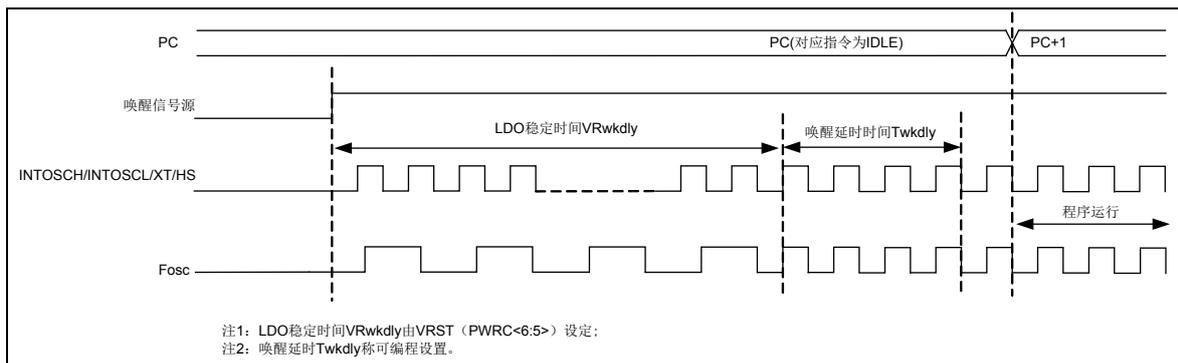 PC
PC(对应指令为IDLE)
PC+1
唤醒信号源
LDO稳定时间VRwkdly
唤醒延时时间Twkdly
INTOSCH/INTOSCL/XT/HS
程序运行
Fosc
注1：LDO稳定时间VRwkdly由VRST（PWRC<6:5>）设定;
注2：唤醒延时Twkdly称可编程设置。